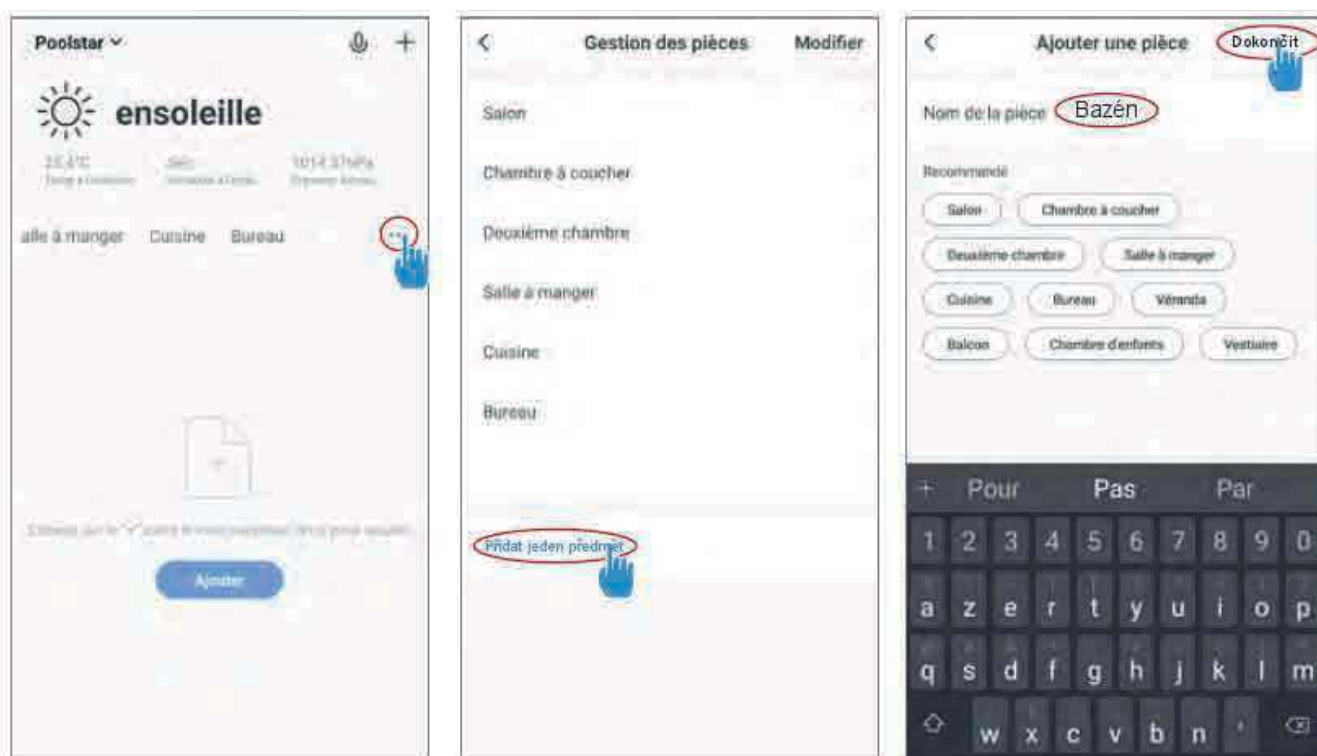 Poolstar
ensoleille
alle à manger Cuisine Bureau
Ajouter
Gestion des pièces Modifier
Salon
Chambre à coucher
Deuxième chambre
Salle à manger
Cuisine
Bureau
Přidat jeden předmět
Ajouter une pièce Dokončit
Nom de la pièce Bazén
Recommandé
Salon Chambre à coucher
Deuxième chambre Salle à manger
Cuisine Bureau Véranda
Balcon Chambre d'enfants Vestiaire
+ Pour Pas Par
1 2 3 4 5 6 7 8 9 0
a z e r t y u i o p
q s d f g h j k l m
w x c v b n '